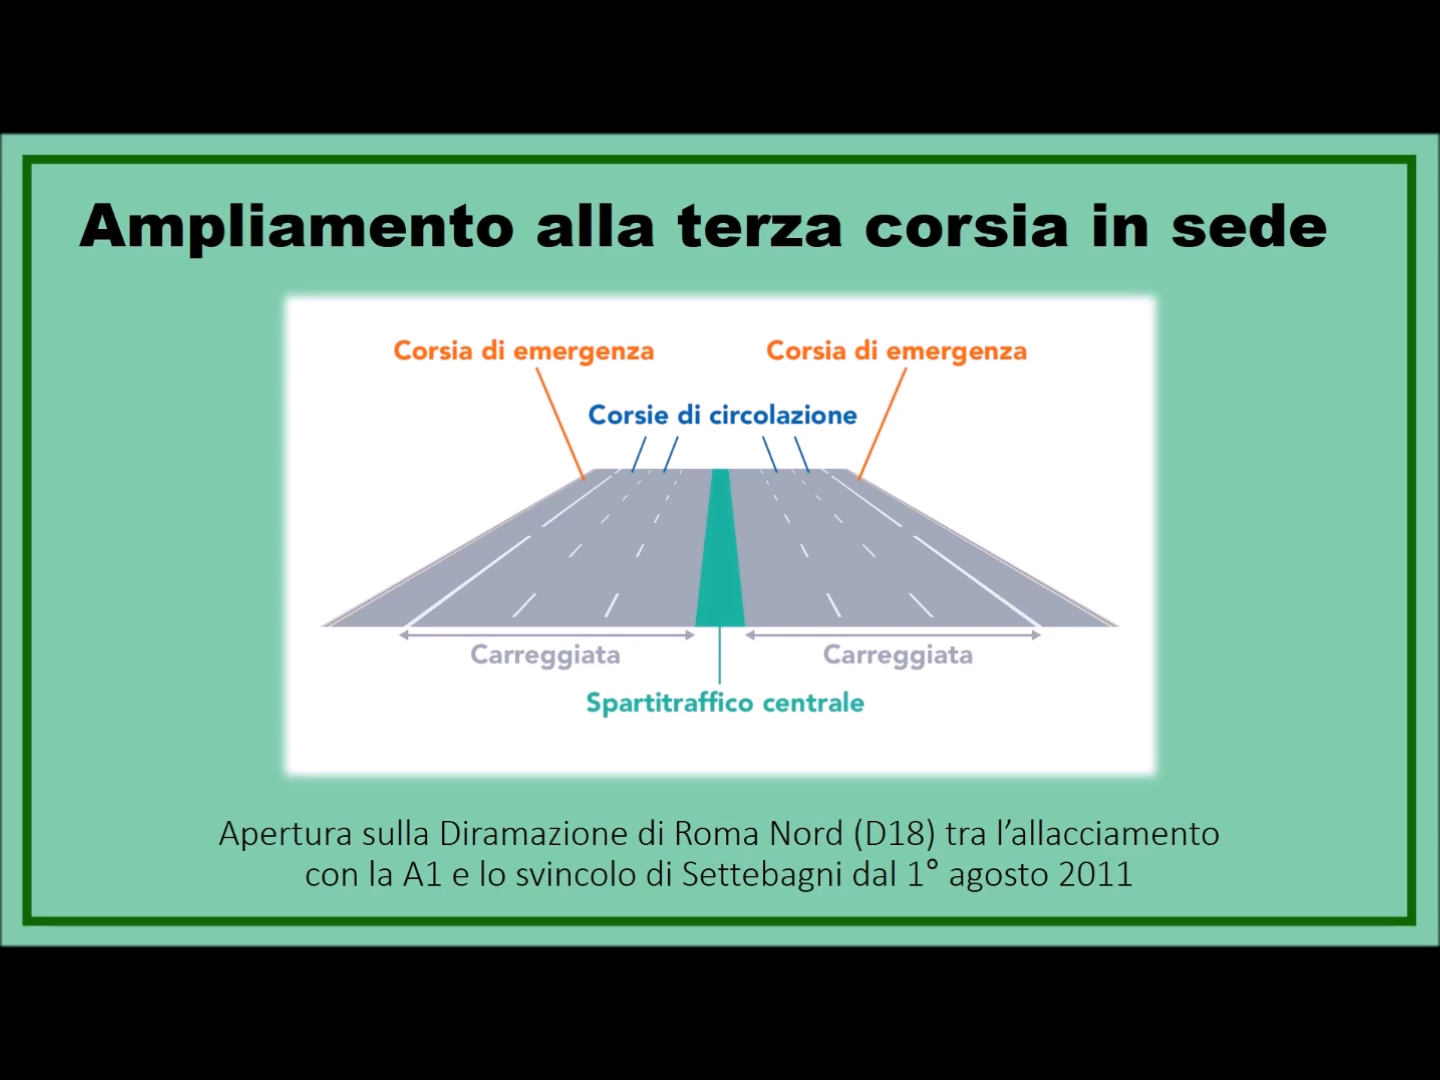 Ampliamento alla terza corsia in sede
Corsia di emergenza
Corsia di emergenza
Corsie di circolazione
Carreggiata
Carreggiata
Spartitraffico centrale
Apertura sulla Diramazione di Roma Nord (D18) tra l’allacciamento
con la A1 e lo svincolo di Settebagni dal 1° agosto 2011